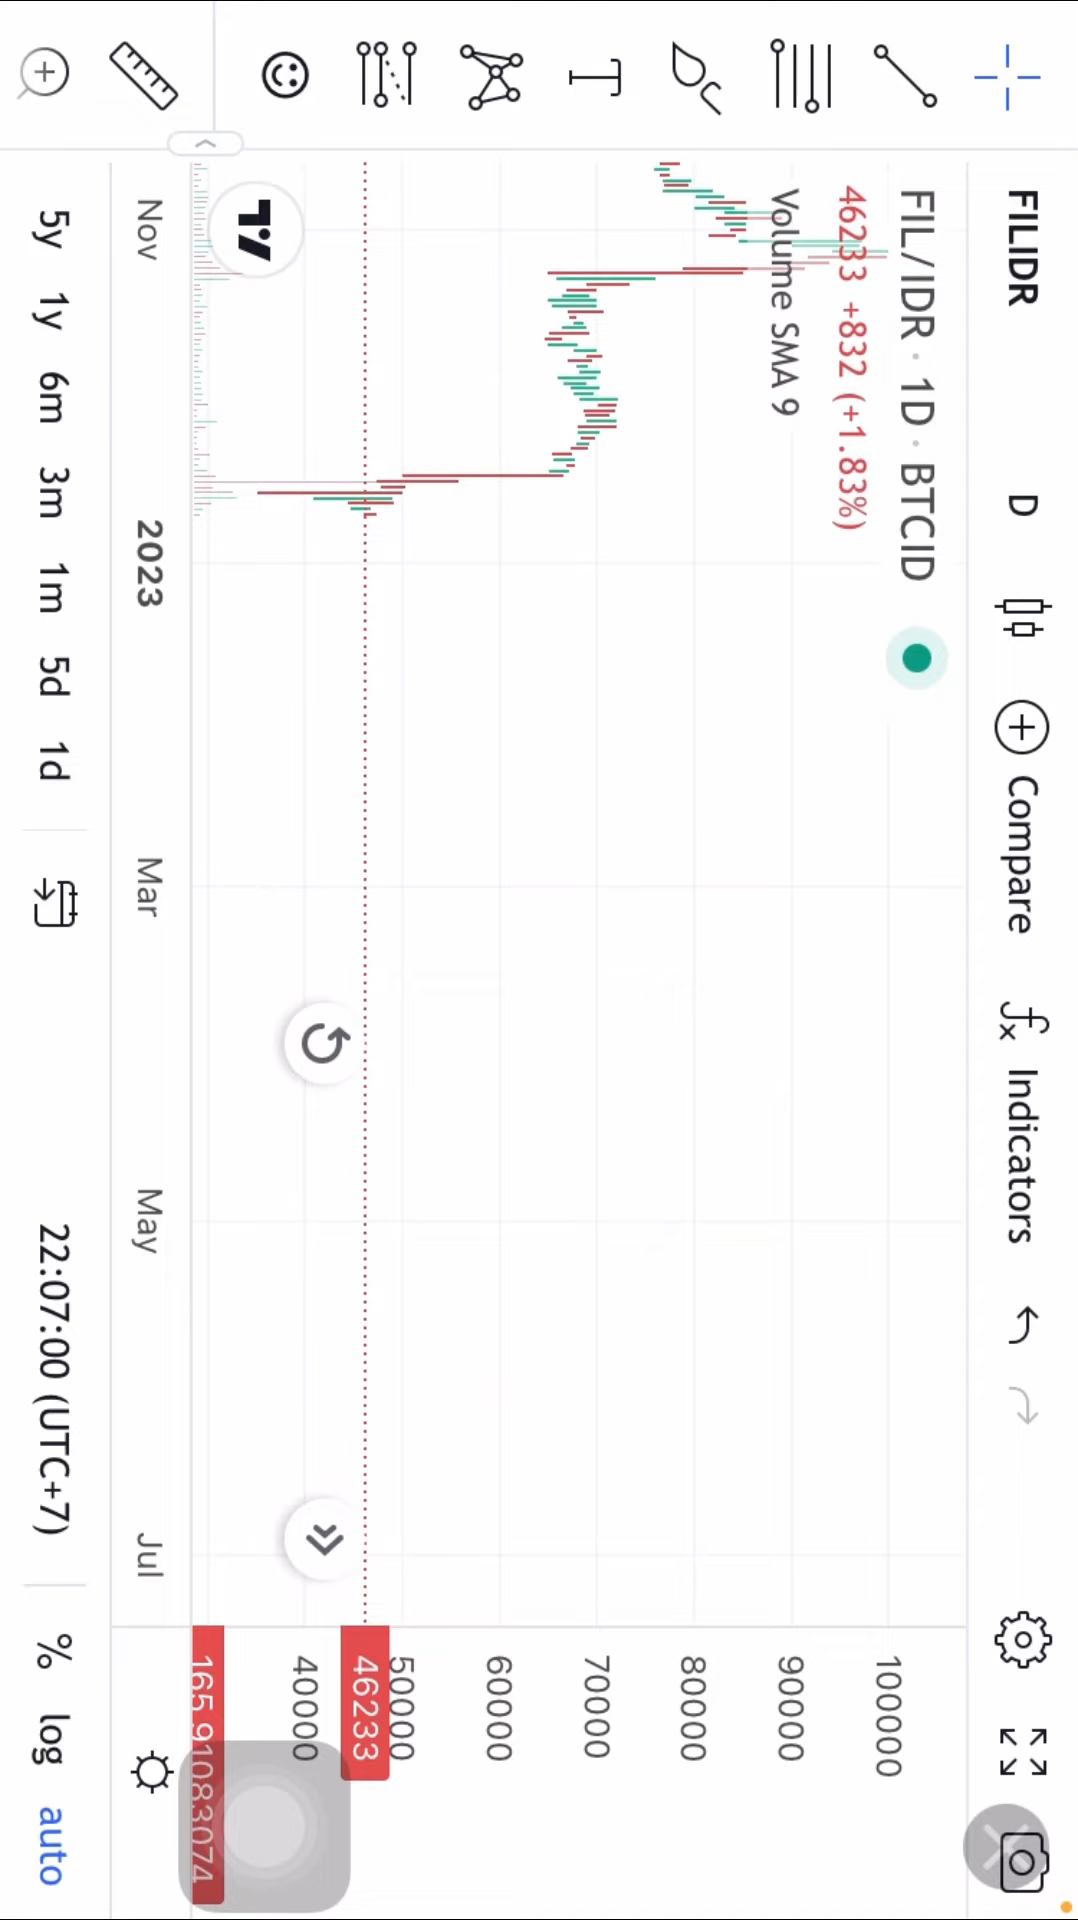 FILIDR D Compare Indicators
FIL/IDR · 1D · BTCID
46233 +832 (+1.83%)
Volume SMA 9
100000
90000
80000
70000
60000
50000
46233
40000
165.91083074
Nov 2023 Mar May Jul
5y 1y 6m 3m 1m 5d 1d 22:07:00 (UTC+7) % log auto